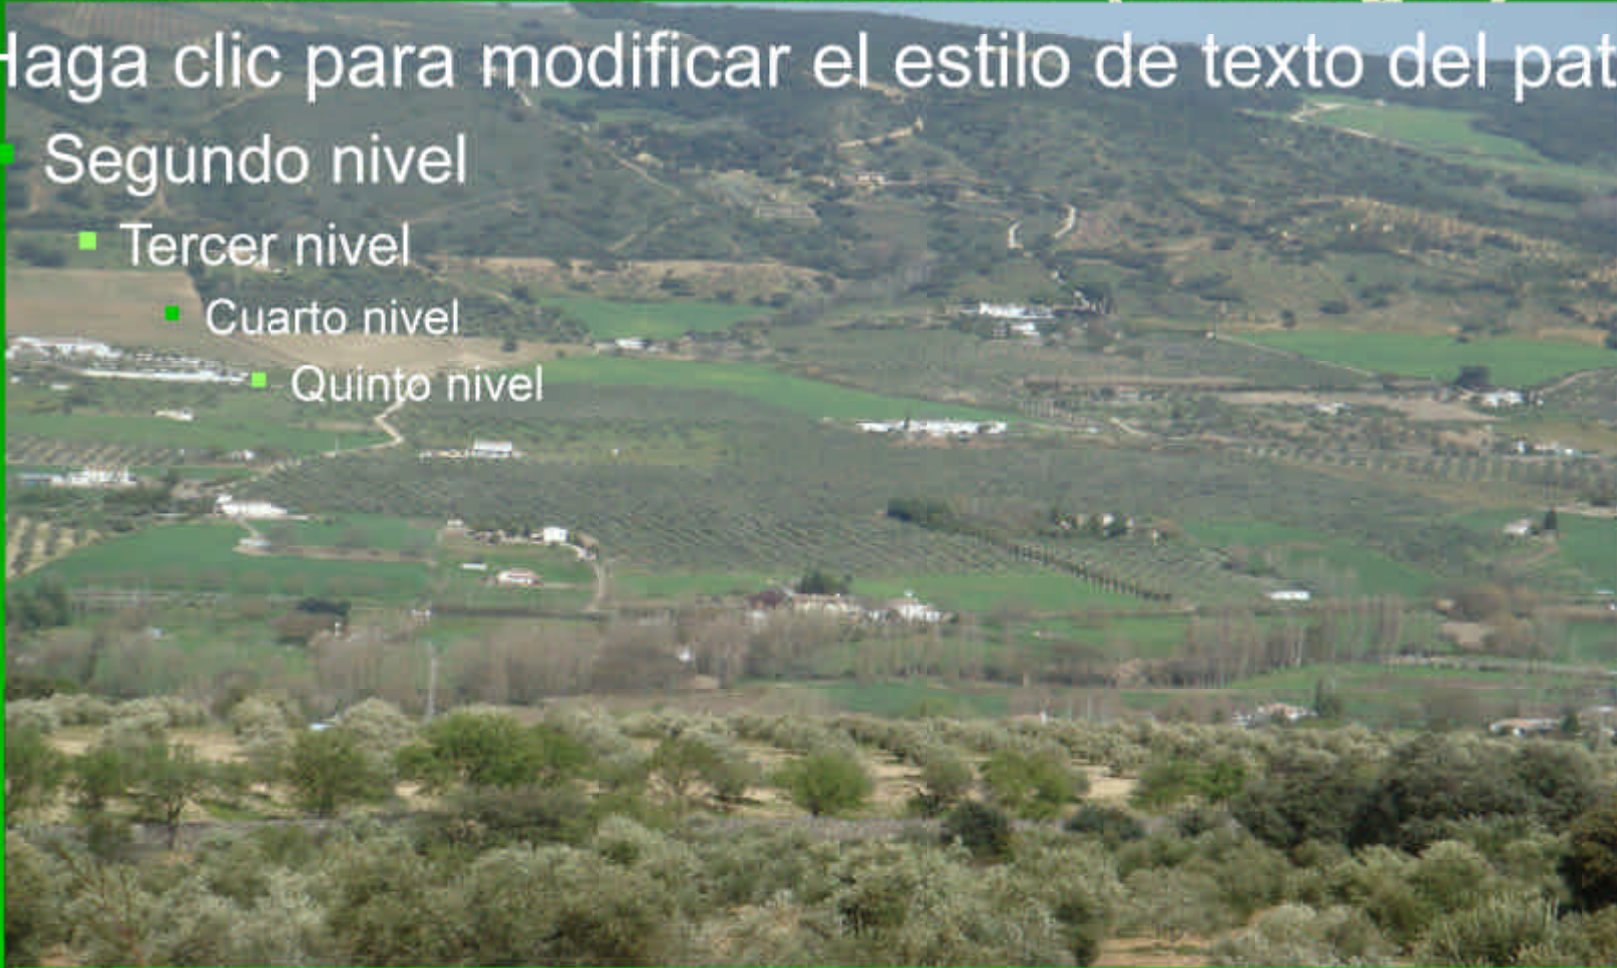 Haga clic para modificar el estilo de texto del pat
Segundo nivel
Tercer nivel
Cuarto nivel
Quinto nivel